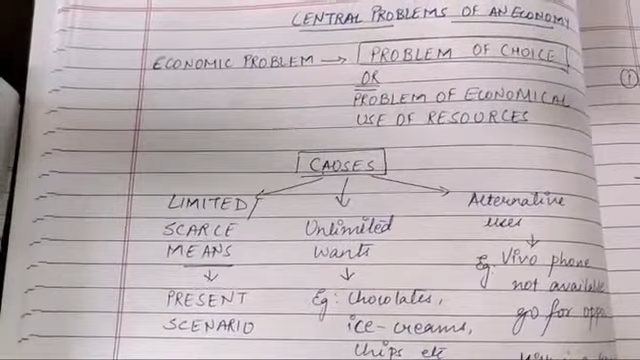 CENTRAL PROBLEMS OF AN ECONOMY
ECONOMIC PROBLEM → PROBLEM OF CHOICE
OR
PROBLEM OF ECONOMICAL
USE OF RESOURCES
①
CAUSES
LIMITED/
SCARCE
MEANS
PRESENT
SCENARIO
Unlimited
wants
Eg: Chocolates,
ice-creams,
chips etc
Alternative
uses
Eg. Vivo phone
not available
go for oppo